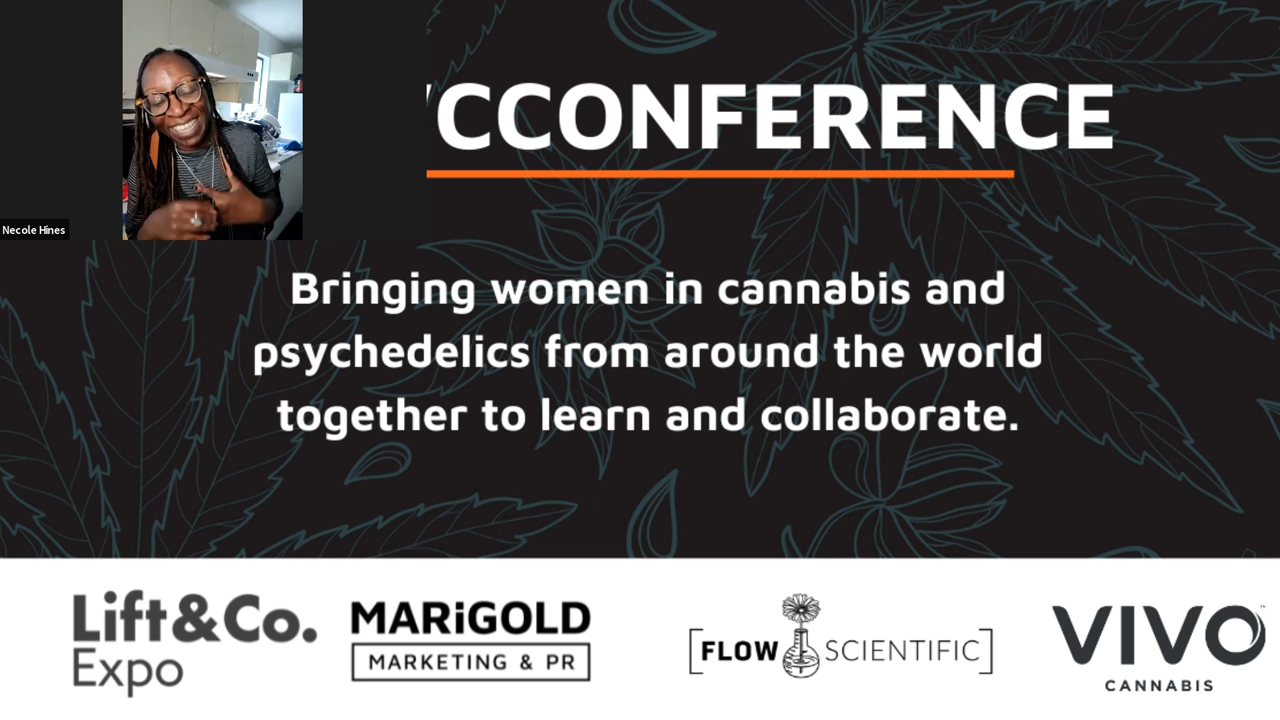 CCONFERENCE
Necole Hines
Bringing women in cannabis and
psychedelics from around the world
together to learn and collaborate.
Lift&Co.
Expo
MARiGOLD
MARKETING & PR
[FLOW SCIENTIFIC]
VIVO
CANNABIS